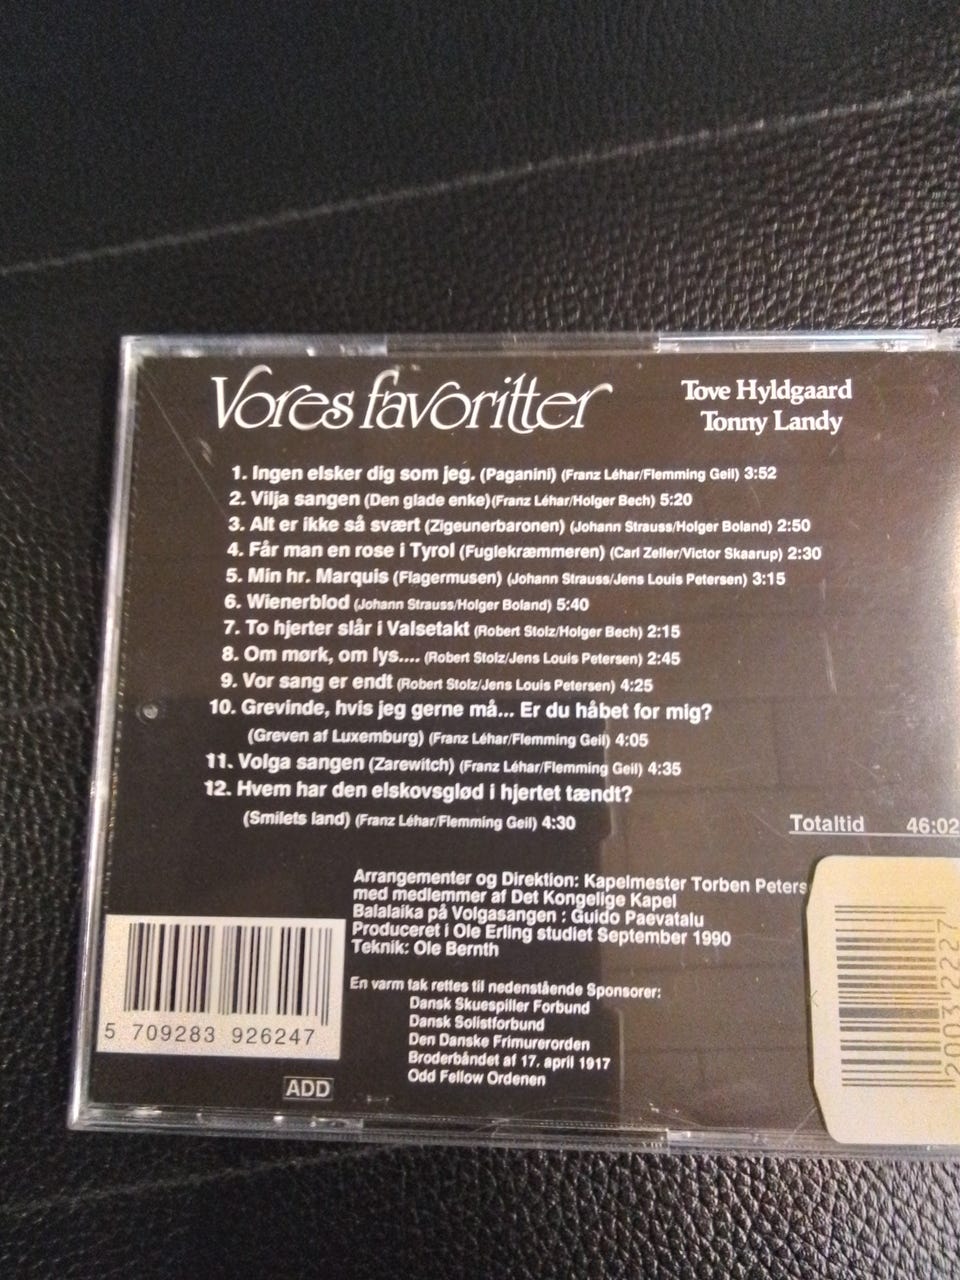 Vores favoritter
Tove Hyldgaard
Tonny Landy
1. Ingen elsker dig som jeg. (Paganini) (Franz Léhar/Flemming Geil) 3:52
2. Vilja sangen (Den glade enke)(Franz Léhar/Holger Bech) 5:20
3. Alt er ikke så svært (Zigeunerbaronen) (Johann Strauss/Holger Boland) 2:50
4. Får man en rose i Tyrol (Fuglekræmmeren) (Carl Zeller/Victor Skaarup) 2:30
5. Min hr. Marquis (Flagermusen) (Johann Strauss/Jens Louis Petersen) 3:15
6. Wienerblod (Johann Strauss/Holger Boland) 5:40
7. To hjerter slår i Valsetakt (Robert Stolz/Holger Bech) 2:15
8. Om mørk, om lys.... (Robert Stolz/Jens Louis Petersen) 2:45
9. Vor sang er endt (Robert Stolz/Jens Louis Petersen) 4:25
10. Grevinde, hvis jeg gerne må... Er du håbet for mig?
(Greven af Luxemburg) (Franz Léhar/Flemming Geil) 4:05
11. Volga sangen (Zarewitch) (Franz Léhar/Flemming Geil) 4:35
12. Hvem har den elskovsglød i hjertet tændt?
(Smilets land) (Franz Léhar/Flemming Geil) 4:30
Totaltid 46:02
Arrangementer og Direktion: Kapelmester Torben Peters
med medlemmer af Det Kongelige Kapel
Balalaika på Volgasangen : Guido Paevatalu
Produceret i Ole Erling studiet September 1990
Teknik: Ole Bernth
En varm tak rettes til nedenstående Sponsorer:
Dansk Skuespiller Forbund
Dansk Solistforbund
Den Danske Frimurerorden
Broderbåndet af 17. april 1917
Odd Fellow Ordenen
5 709283 926247
ADD
2003 2227